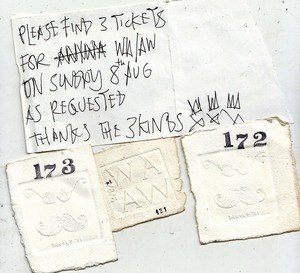 PLEASE FIND 3 TICKETS
FOR WA/AW
ON SUNDAY 8TH AUG
AS REQUESTED
THANKS THE 3KINGS
173
WA
AW
171
172